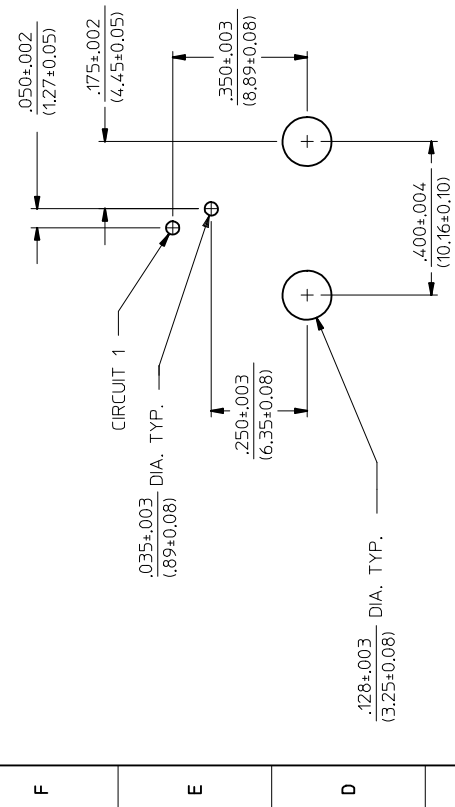 .050±.002
(1.27±0.05)
.175±.002
(4.45±0.05)
.350±.003
(8.89±0.08)
CIRCUIT 1
.035±.003 DIA. TYP.
(.89±0.08)
.250±.003
(6.35±0.08)
.400±.004
(10.16±0.10)
.128±.003 DIA. TYP.
(3.25±0.08)
F
E
D